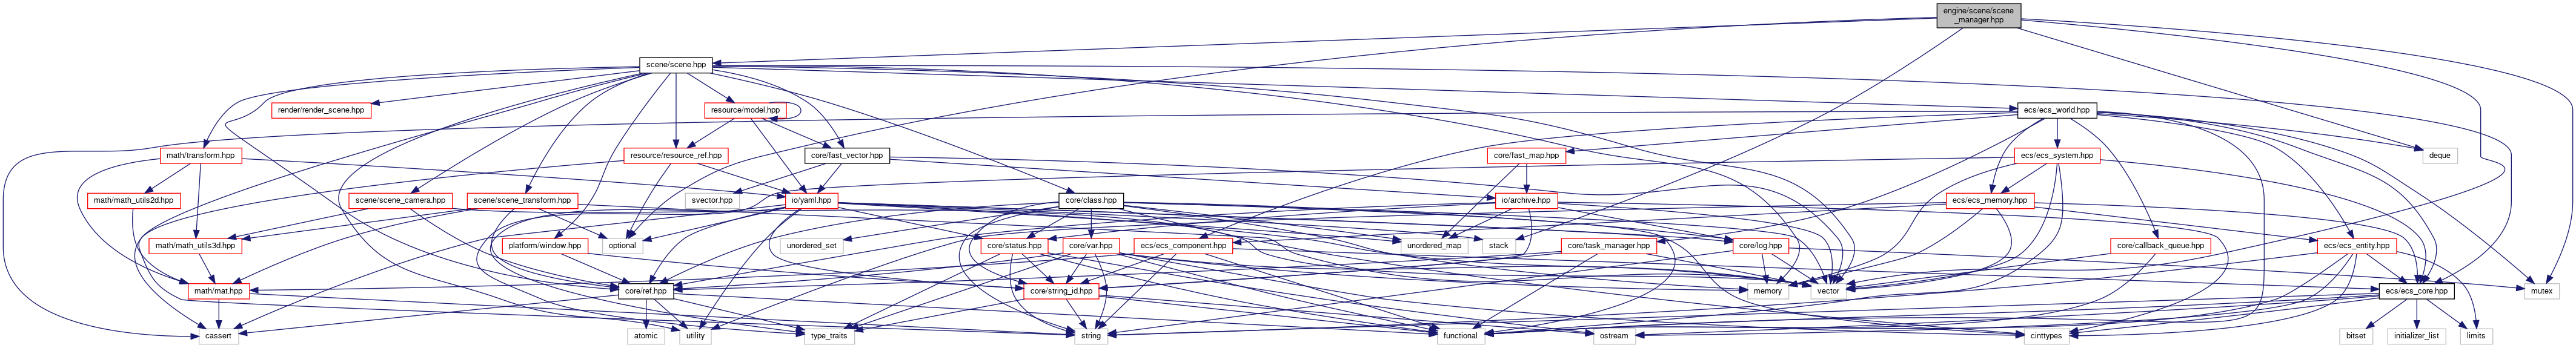 engine/scene/scene
_manager.hpp
scene/scene.hpp
render/render_scene.hpp
resource/model.hpp
ecs/ecs_world.hpp
math/transform.hpp
resource/resource_ref.hpp
core/fast_vector.hpp
core/fast_map.hpp
ecs/ecs_system.hpp
deque
math/math_utils2d.hpp
scene/scene_camera.hpp
scene/scene_transform.hpp
svector.hpp
io/yaml.hpp
core/class.hpp
io/archive.hpp
ecs/ecs_memory.hpp
math/math_utils3d.hpp
platform/window.hpp
optional
unordered_set
core/status.hpp
core/var.hpp
ecs/ecs_component.hpp
unordered_map
stack
core/task_manager.hpp
core/log.hpp
core/callback_queue.hpp
ecs/ecs_entity.hpp
math/mat.hpp
core/ref.hpp
core/string_id.hpp
memory
vector
ecs/ecs_core.hpp
mutex
cassert
atomic
utility
type_traits
string
functional
ostream
cinttypes
bitset
initializer_list
limits